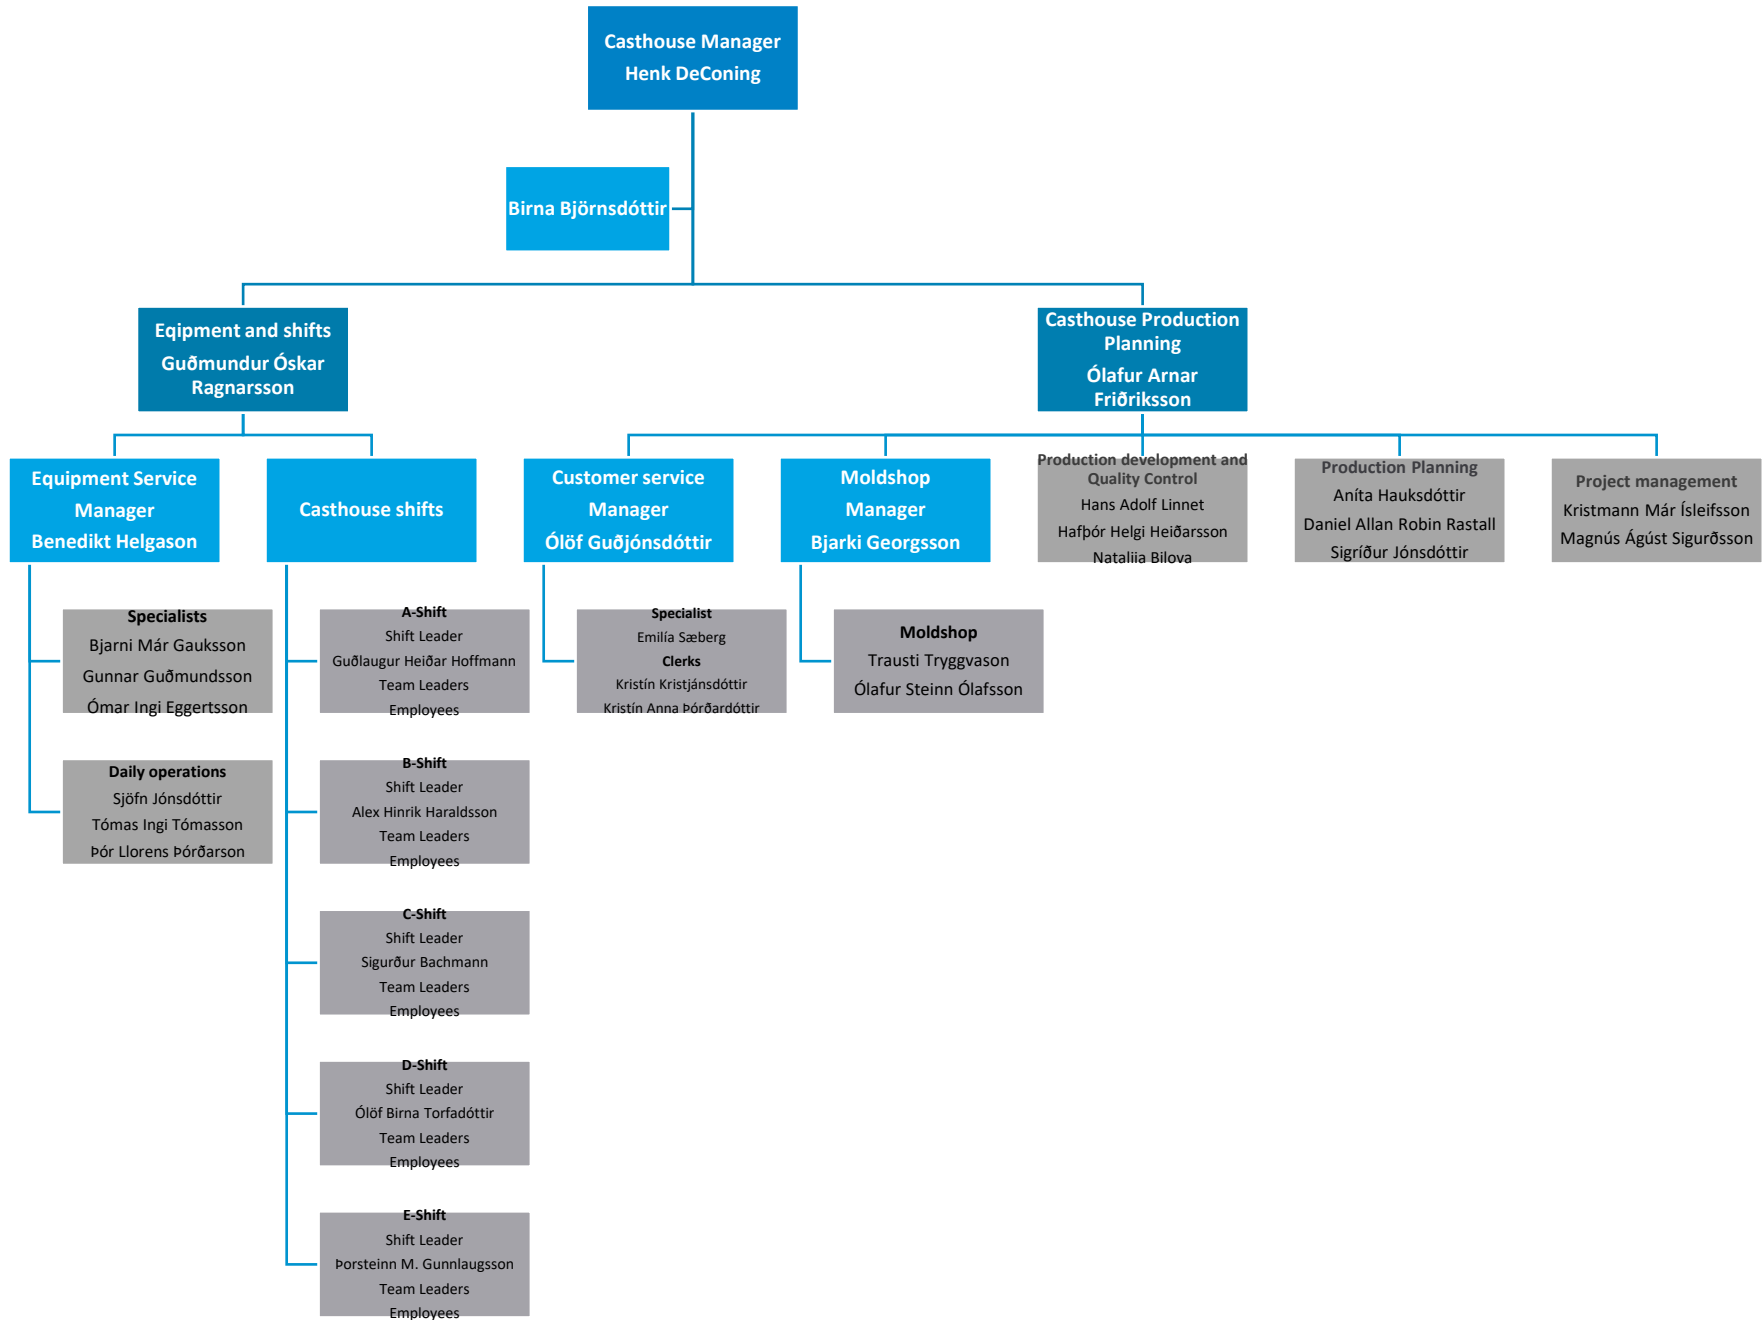 Casthouse Manager
Henk DeConing
Birna Björnsdóttir
Eqipment and shifts
Guðmundur Óskar
Ragnarsson
Casthouse Production
Planning
Ólafur Arnar
Friðriksson
Equipment Service
Manager
Benedikt Helgason
Casthouse shifts
Customer service
Manager
Ólöf Guðjónsdóttir
Moldshop
Manager
Bjarki Georgsson
Production development and
Quality Control
Hans Adolf Linnet
Hafþór Helgi Heiðarsson
Nataliia Bilova
Production Planning
Aníta Hauksdóttir
Daniel Allan Robin Rastall
Sigríður Jónsdóttir
Project management
Kristmann Már Ísleifsson
Magnús Ágúst Sigurðsson
Specialists
Bjarni Már Gauksson
Gunnar Guðmundsson
Ómar Ingi Eggertsson
Daily operations
Sjöfn Jónsdóttir
Tómas Ingi Tómasson
Þór Llorens Þórðarson
A-Shift
Shift Leader
Guðlaugur Heiðar Hoffmann
Team Leaders
Employees
B-Shift
Shift Leader
Alex Hinrik Haraldsson
Team Leaders
Employees
C-Shift
Shift Leader
Sigurður Bachmann
Team Leaders
Employees
D-Shift
Shift Leader
Ólöf Birna Torfadóttir
Team Leaders
Employees
E-Shift
Shift Leader
Þorsteinn M. Gunnlaugsson
Team Leaders
Employees
Specialist
Emilía Sæberg
Clerks
Kristín Kristjánsdóttir
Kristín Anna Þórðardóttir
Moldshop
Trausti Tryggvason
Ólafur Steinn Ólafsson